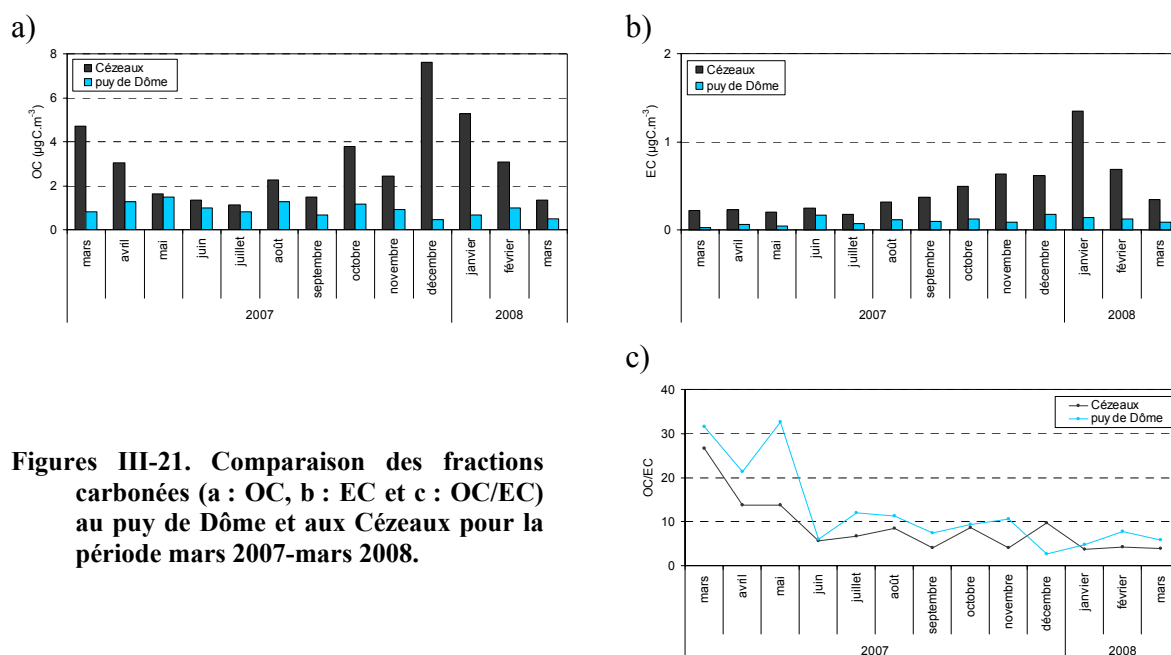 a)
8
6
4
2
0
OC (µgC.m⁻³)
Cézeaux
puy de Dôme
mars
avril
mai
juin
juillet
août
septembre
octobre
novembre
décembre
janvier
février
mars
2007
2008
b)
2
1
0
EC (µgC.m⁻³)
Cézeaux
puy de Dôme
mars
avril
mai
juin
juillet
août
septembre
octobre
novembre
décembre
janvier
février
mars
2007
2008
c)
40
30
20
10
0
OC/EC
Cézeaux
puy de Dôme
mars
avril
mai
juin
juillet
août
septembre
octobre
novembre
décembre
janvier
février
mars
2007
2008
Figures III-21. Comparaison des fractions
carbonées (a : OC, b : EC et c : OC/EC)
au puy de Dôme et aux Cézeaux pour la
période mars 2007-mars 2008.